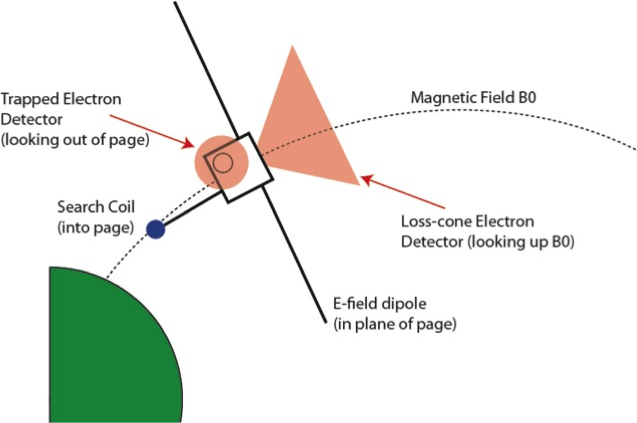 Magnetic Field B0
Trapped Electron
Detector
(looking out of page)
Search Coil
(into page)
Loss-cone Electron
Detector (looking up B0)
E-field dipole
(in plane of page)